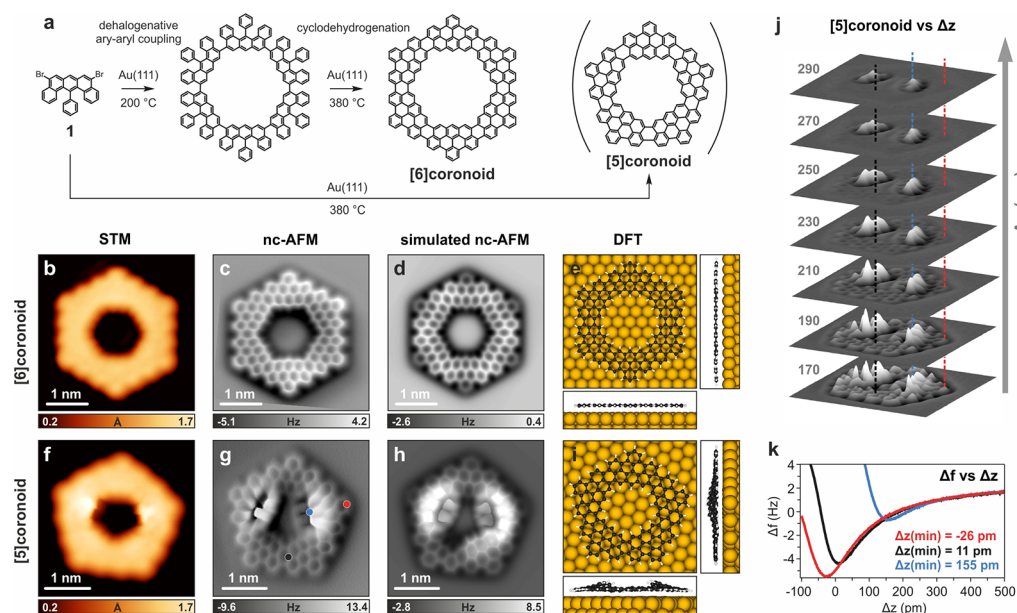 a
dehalogenative
ary-aryl coupling
cyclodehydrogenation
Br
Br
Au(111)
200 °C
Au(111)
380 °C
1
[6]coronoid
[5]coronoid
Au(111)
380 °C
STM
nc-AFM
simulated nc-AFM
DFT
[6]coronoid
b
1 nm
0.2 Å 1.7
c
1 nm
-5.1 Hz 4.2
d
1 nm
-2.6 Hz 0.4
e
[5]coronoid
f
1 nm
0.2 Å 1.7
g
1 nm
-9.6 Hz 13.4
h
1 nm
-2.8 Hz 8.5
i
j
[5]coronoid vs Δz
290
270
250
230
210
190
170
k
Δf vs Δz
Δf (Hz)
4
2
0
-2
-4
Δz(min) = -26 pm
Δz(min) = 11 pm
Δz(min) = 155 pm
-100 0 100 200 300 400 500
Δz (pm)